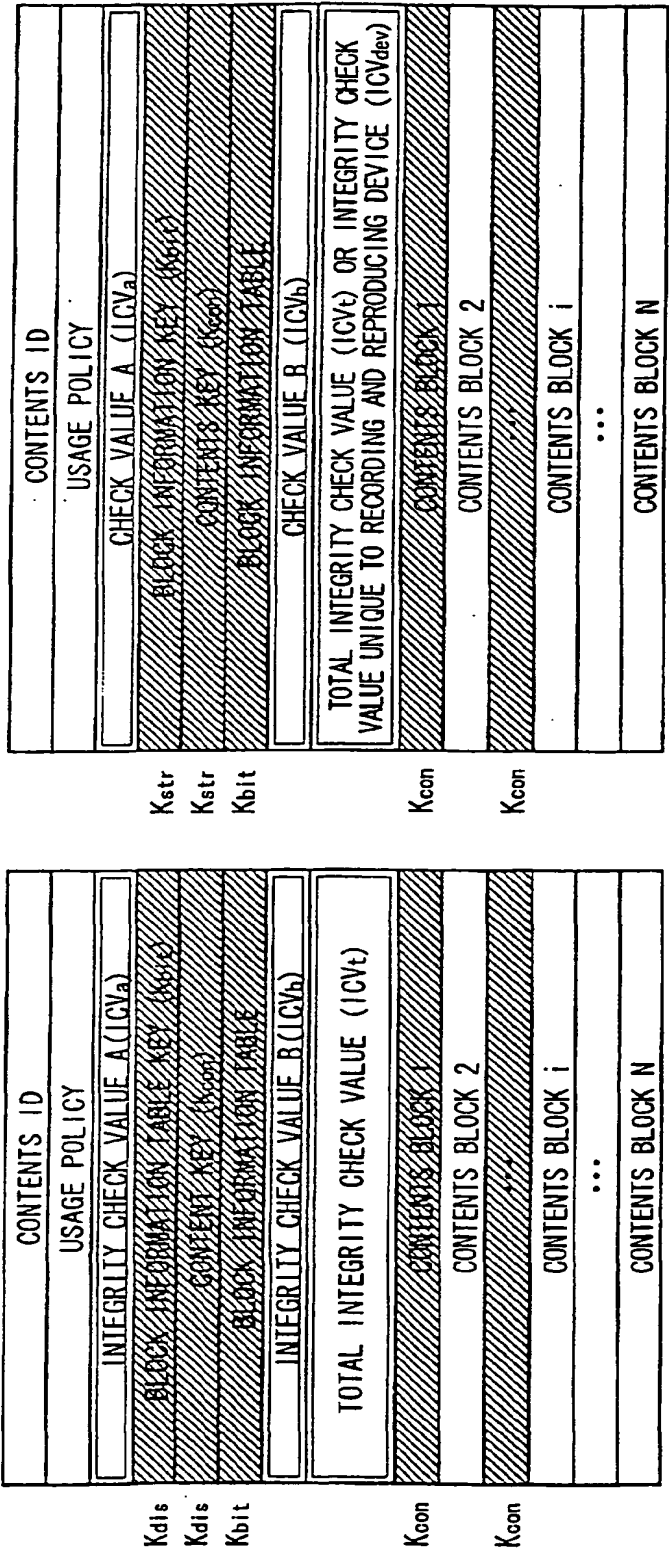 CONTENTS ID
USAGE POLICY
INTEGRITY CHECK VALUE A (ICVa)
Kdis BLOCK INFORMATION TABLE KEY (Kbit)
Kdis CONTENT KEY (Kcon)
Kbit BLOCK INFORMATION TABLE
INTEGRITY CHECK VALUE B (ICVb)
TOTAL INTEGRITY CHECK VALUE (ICVt)
Kcon CONTENTS BLOCK 1
CONTENTS BLOCK 2
Kcon ...
CONTENTS BLOCK i
...
CONTENTS BLOCK N
CONTENTS ID
USAGE POLICY
CHECK VALUE A (ICVa)
Kstr BLOCK INFORMATION KEY (Kbit)
Kstr CONTENTS KEY (Kcon)
Kbit BLOCK INFORMATION TABLE
CHECK VALUE B (ICVb)
TOTAL INTEGRITY CHECK VALUE (ICVt) OR INTEGRITY CHECK
VALUE UNIQUE TO RECORDING AND REPRODUCING DEVICE (ICVdev)
Kcon CONTENTS BLOCK 1
CONTENTS BLOCK 2
Kcon ...
CONTENTS BLOCK i
...
CONTENTS BLOCK N